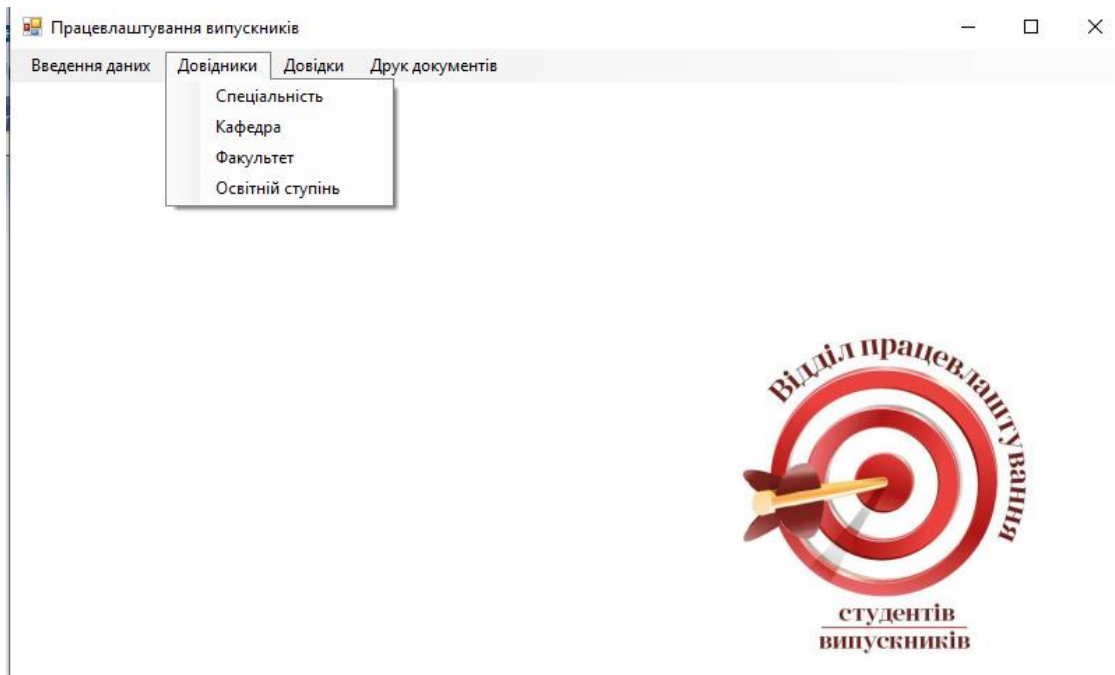 Працевлаштування випускників
Введення даних Довідники Довідки Друк документів
Спеціальність
Кафедра
Факультет
Освітній ступінь
Відділ працевлаштування
студентів
випускників